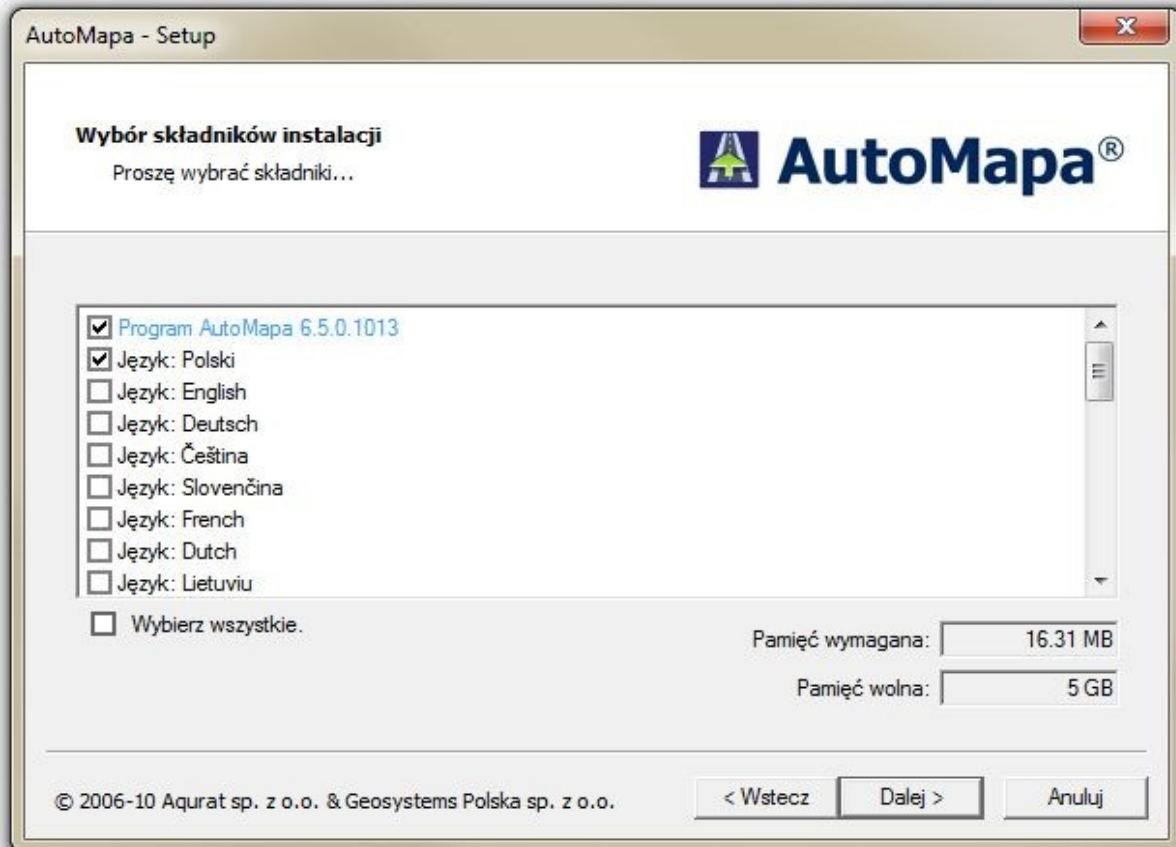 AutoMapa - Setup
Wybór składników instalacji
Proszę wybrać składniki...
AutoMapa®
Program AutoMapa 6.5.0.1013
Język: Polski
Język: English
Język: Deutsch
Język: Čeština
Język: Slovenčina
Język: French
Język: Dutch
Język: Lietuviu
Wybierz wszystkie.
Pamięć wymagana: 16.31 MB
Pamięć wolna: 5 GB
© 2006-10 Aqurat sp. z o.o. & Geosystems Polska sp. z o.o.
< Wstecz Dalej > Anuluj